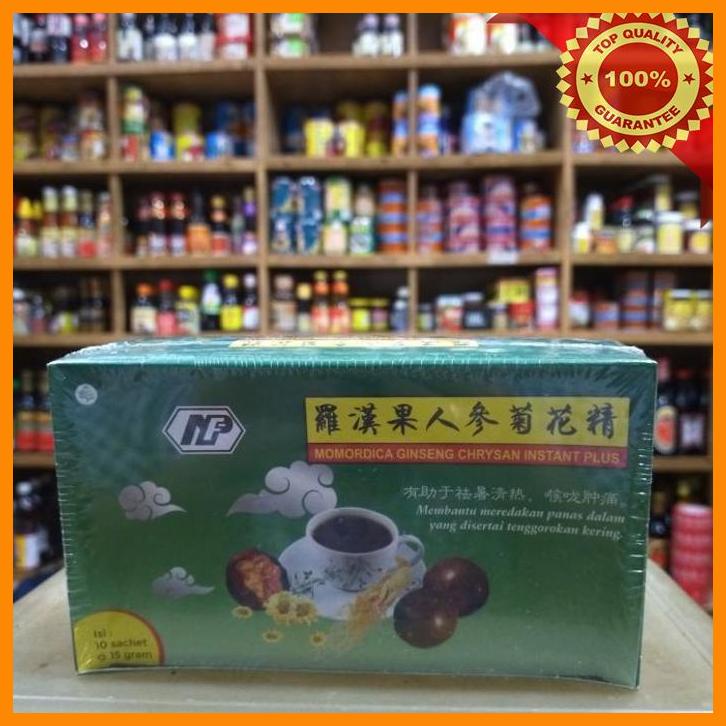 TOP QUALITY
100%
GUARANTEE
NLP
羅漢果人參菊花精
MOMORDICA GINSENG CHRYSAN INSTANT PLUS
有助于祛暑清热，喉咙肿痛
Membantu meredakan panas dalam
yang disertai tenggorokan kering.
Isi :
10 sachet
@ 15 gram